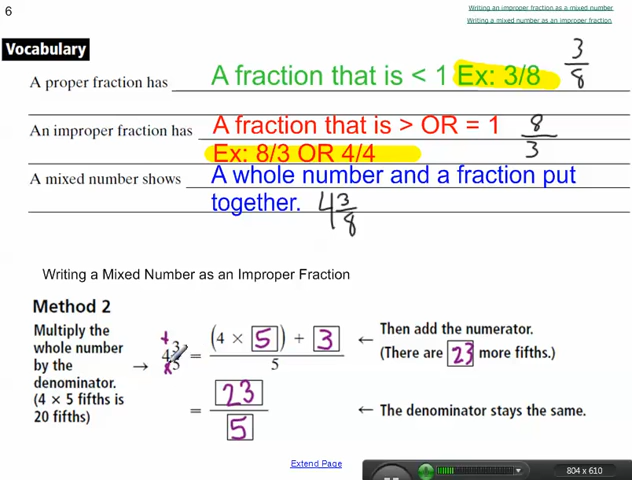 6
Writing an improper fraction as a mixed number
Writing a mixed number as an improper fraction
Vocabulary
A proper fraction has A fraction that is < 1 Ex: 3/8 3/8
An improper fraction has A fraction that is > OR = 1 8/3
Ex: 8/3 OR 4/4
A mixed number shows A whole number and a fraction put
together. 4 3/8
Writing a Mixed Number as an Improper Fraction
Method 2
Multiply the
whole number
by the
denominator.
(4 × 5 fifths is
20 fifths)
→ 4 3/5 = (4 × 5) + 3 / 5
← Then add the numerator.
(There are 23 more fifths.)
= 23/5
← The denominator stays the same.
Extend Page
804 x 610